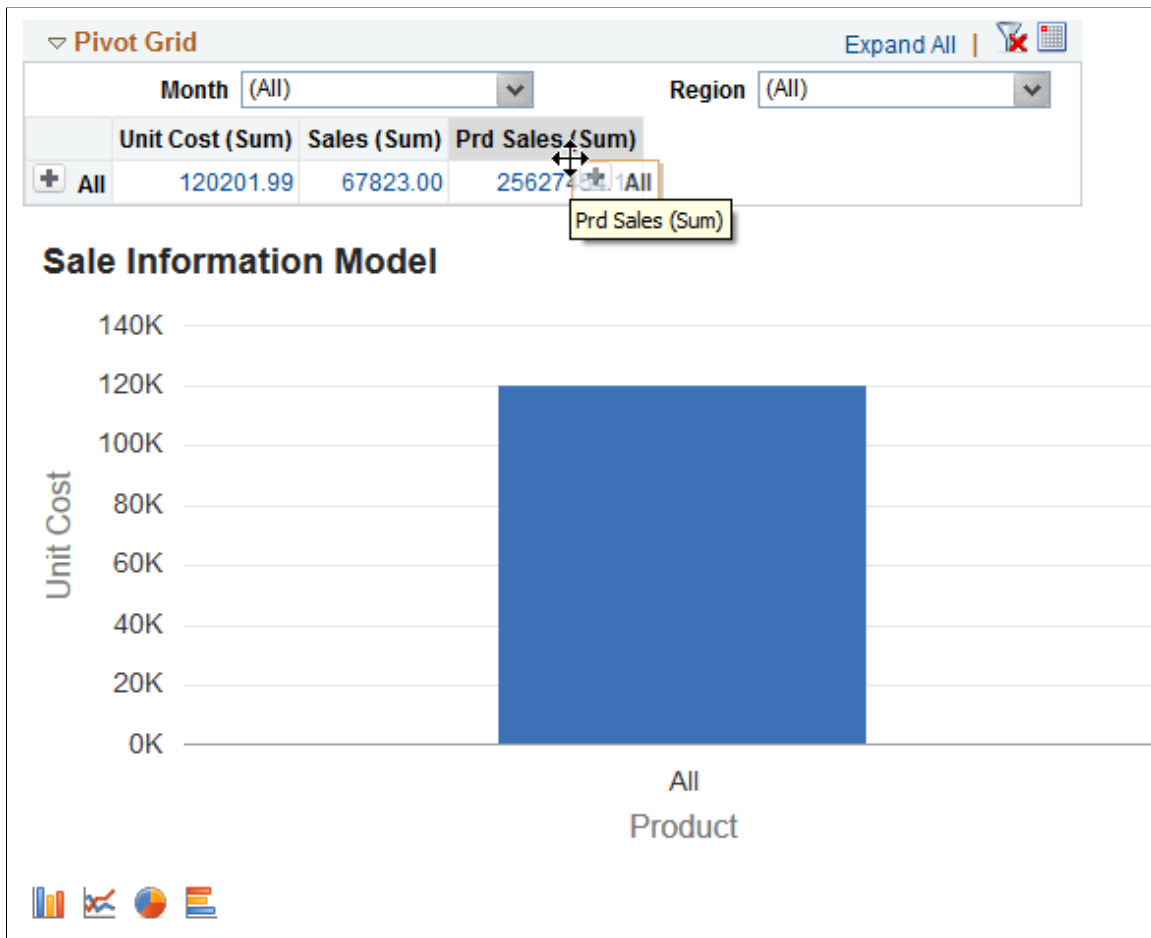 Pivot Grid Expand All |
Month (All) Region (All)
Unit Cost (Sum) Sales (Sum) Prd Sales (Sum)
All 120201.99 67823.00 All
Prd Sales (Sum)
Sale Information Model
140K
120K
100K
80K
60K
40K
20K
0K
Unit Cost
All
Product